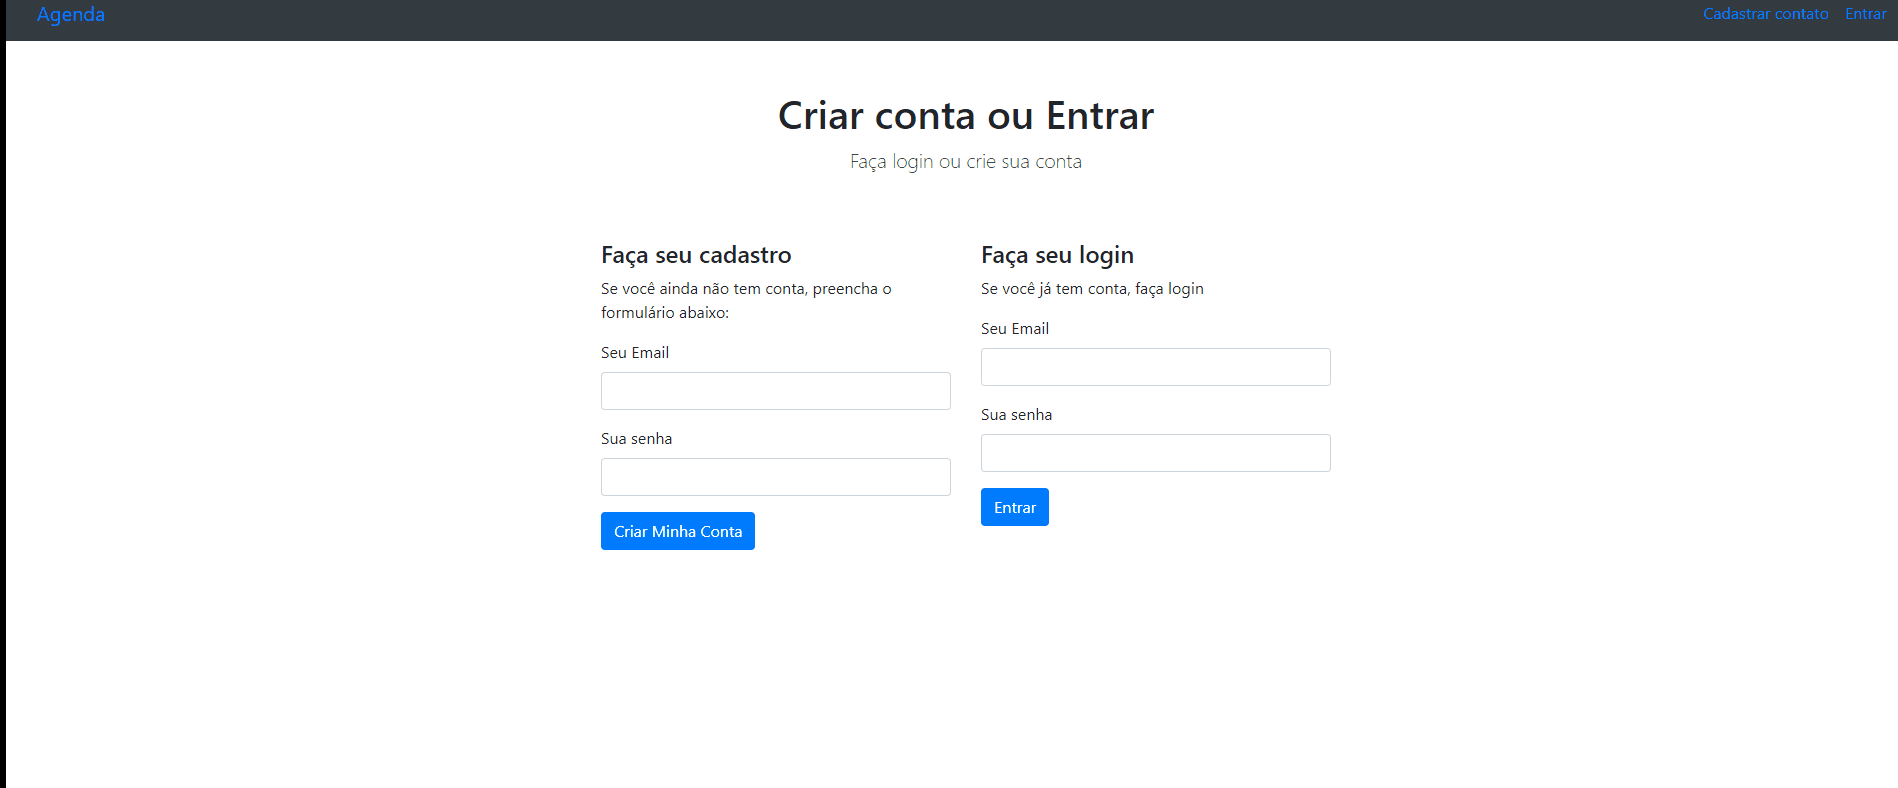 Agenda
Cadastrar contato
Entrar
Criar conta ou Entrar
Faça login ou crie sua conta
Faça seu cadastro
Se você ainda não tem conta, preencha o
formulário abaixo:
Seu Email
Sua senha
Criar Minha Conta
Faça seu login
Se você já tem conta, faça login
Seu Email
Sua senha
Entrar